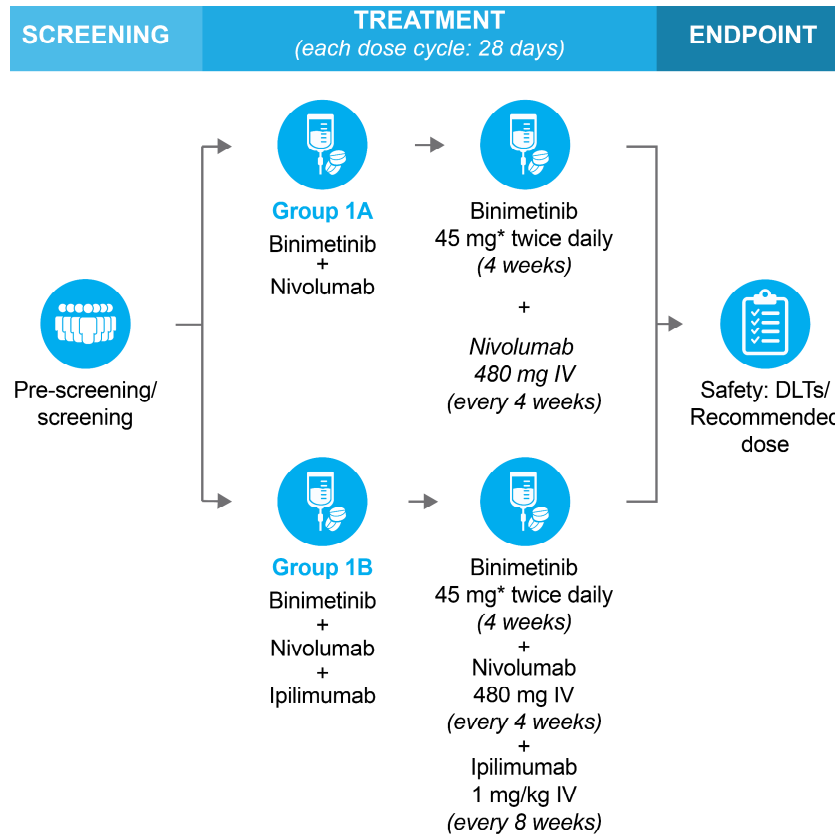 SCREENING
TREATMENT
(each dose cycle: 28 days)
ENDPOINT
Pre-screening/
screening
Group 1A
Binimetinib
+
Nivolumab
Binimetinib
45 mg* twice daily
(4 weeks)
+
Nivolumab
480 mg IV
(every 4 weeks)
Group 1B
Binimetinib
+
Nivolumab
+
Ipilimumab
Binimetinib
45 mg* twice daily
(4 weeks)
+
Nivolumab
480 mg IV
(every 4 weeks)
+
Ipilimumab
1 mg/kg IV
(every 8 weeks)
Safety: DLTs/
Recommended
dose